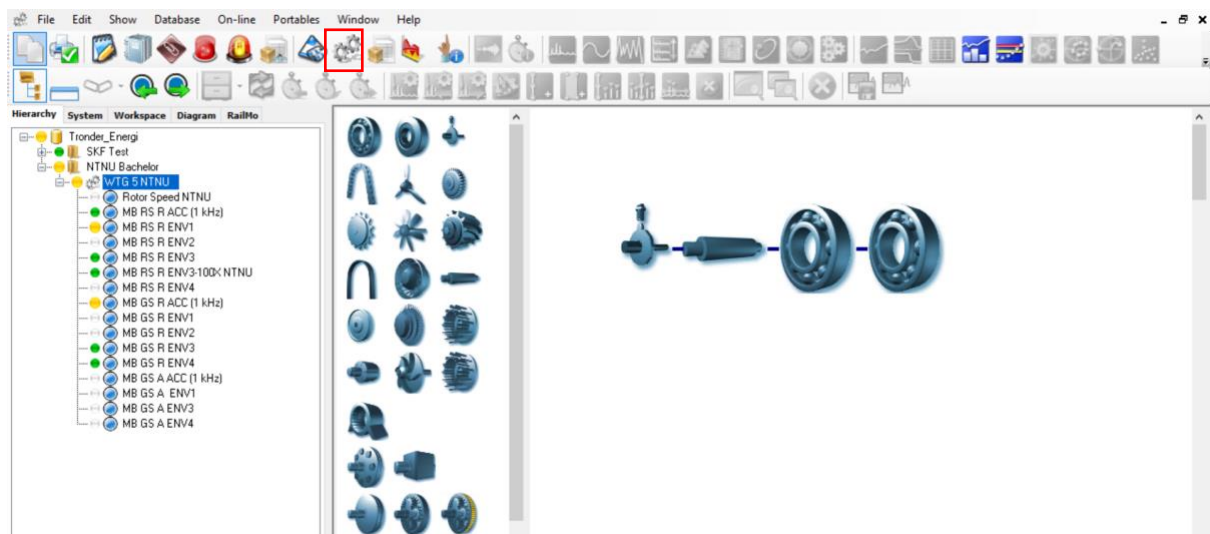 File Edit Show Database On-line Portables Window Help
Hierarchy System Workspace Diagram RailMo
Tronder_Energi
SKF Test
NTNU Bachelor
WTG 5 NTNU
Rotor Speed NTNU
MB RS R ACC (1 kHz)
MB RS R ENV1
MB RS R ENV2
MB RS R ENV3
MB RS R ENV3-100X NTNU
MB RS R ENV4
MB GS R ACC (1 kHz)
MB GS R ENV1
MB GS R ENV2
MB GS R ENV3
MB GS R ENV4
MB GS A ACC (1 kHz)
MB GS A ENV1
MB GS A ENV3
MB GS A ENV4